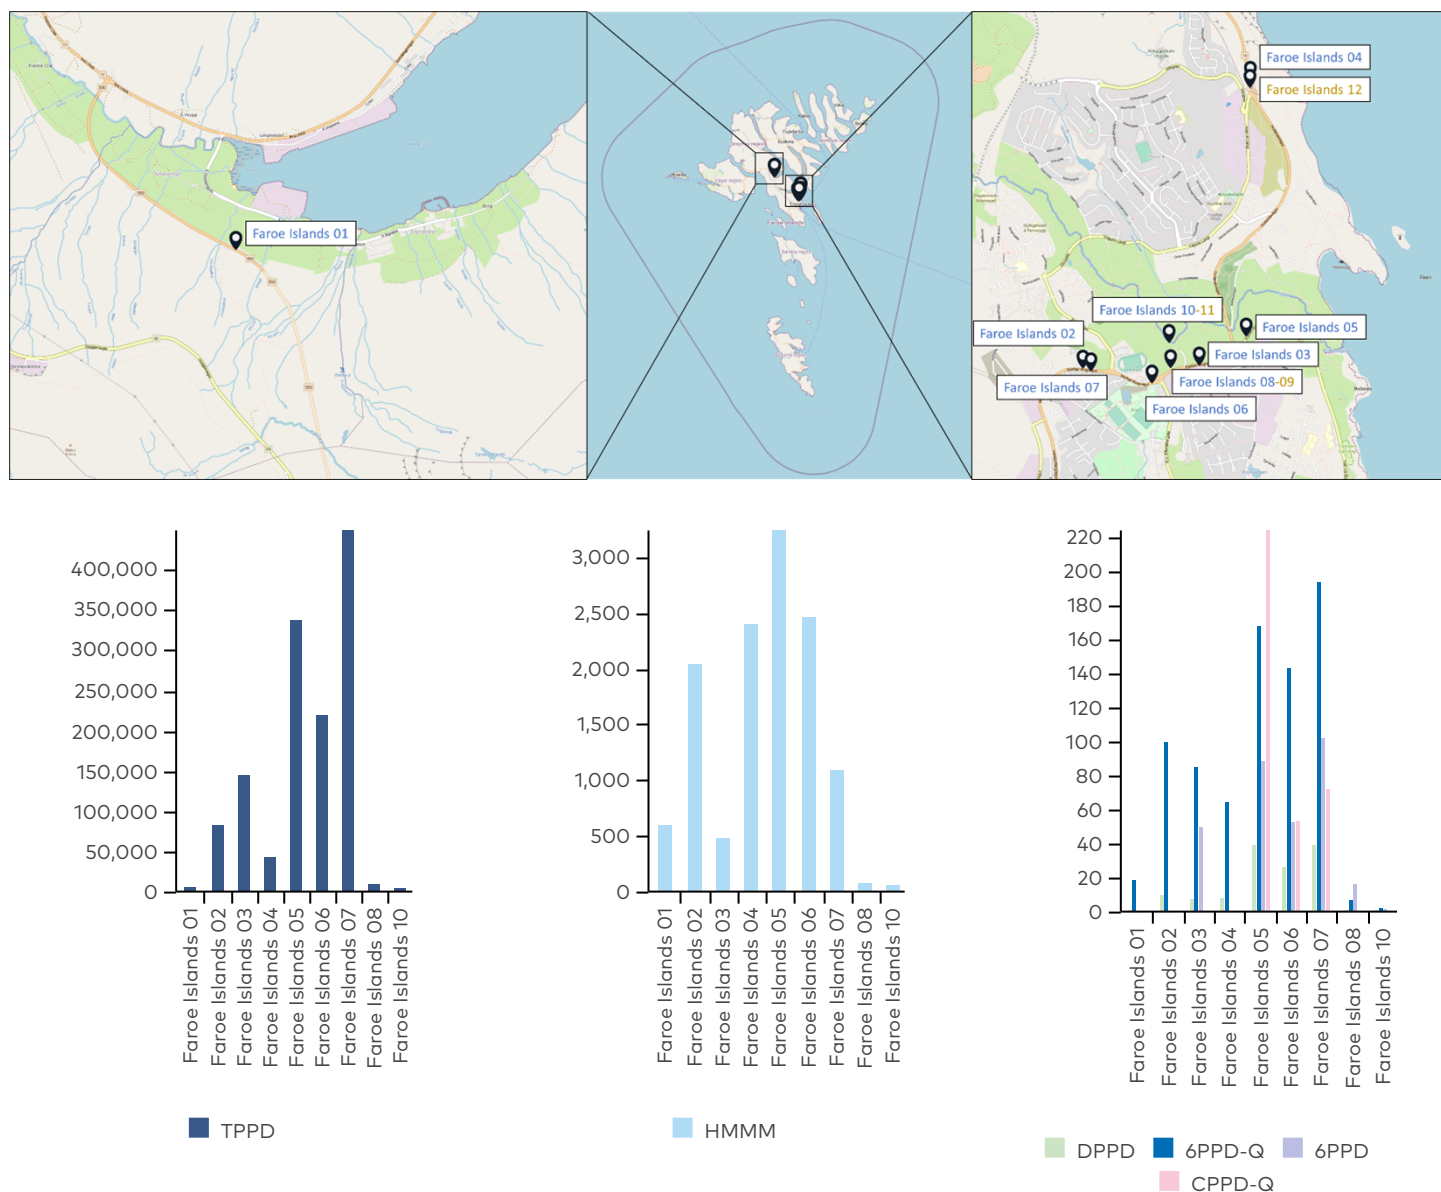 Faroe Islands 01
Faroe Islands 04
Faroe Islands 12
Faroe Islands 10-11
Faroe Islands 02
Faroe Islands 05
Faroe Islands 03
Faroe Islands 07
Faroe Islands 08-09
Faroe Islands 06
400,000
350,000
300,000
250,000
200,000
150,000
100,000
50,000
0
Faroe Islands 01
Faroe Islands 02
Faroe Islands 03
Faroe Islands 04
Faroe Islands 05
Faroe Islands 06
Faroe Islands 07
Faroe Islands 08
Faroe Islands 10
TPPD
3,000
2,500
2,000
1,500
1,000
500
0
Faroe Islands 01
Faroe Islands 02
Faroe Islands 03
Faroe Islands 04
Faroe Islands 05
Faroe Islands 06
Faroe Islands 07
Faroe Islands 08
Faroe Islands 10
HMMM
220
200
180
160
140
120
100
80
60
40
20
0
Faroe Islands 01
Faroe Islands 02
Faroe Islands 03
Faroe Islands 04
Faroe Islands 05
Faroe Islands 06
Faroe Islands 07
Faroe Islands 08
Faroe Islands 10
DPPD 6PPD-Q 6PPD
CPPD-Q